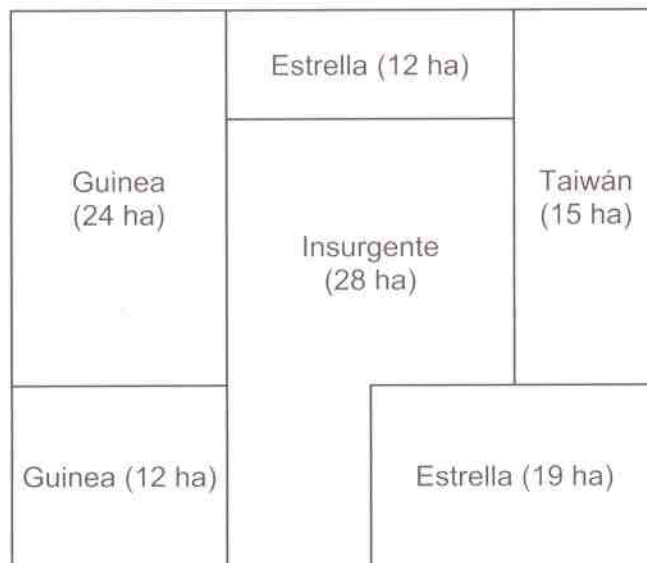 Estrella (12 ha)
Guinea
(24 ha)
Taiwán
(15 ha)
Insurgente
(28 ha)
Guinea (12 ha)
Estrella (19 ha)